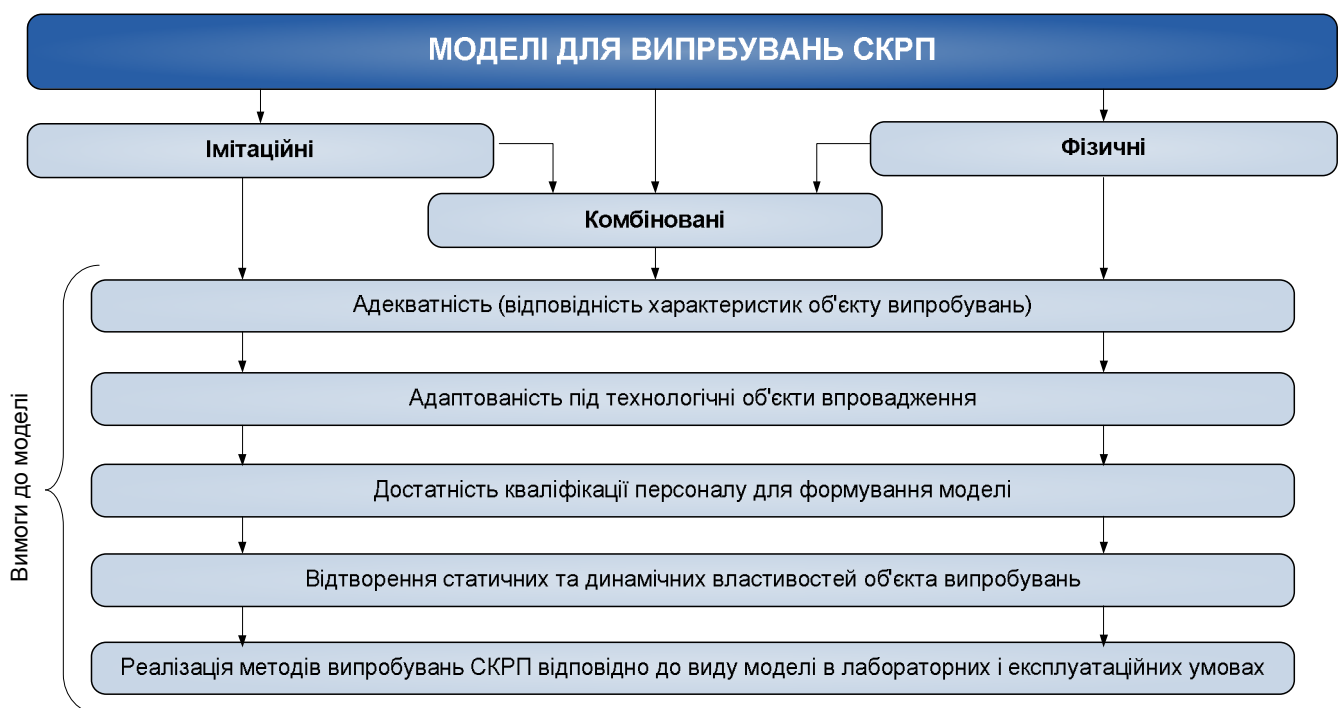 МОДЕЛІ ДЛЯ ВИПРБУВАНЬ СКРП
Імітаційні
Фізичні
Комбіновані
Вимоги до моделі
Адекватність (відповідність характеристик об'єкту випробувань)
Адаптованість під технологічні об'єкти впровадження
Достатність кваліфікації персоналу для формування моделі
Відтворення статичних та динамічних властивостей об'єкта випробувань
Реалізація методів випробувань СКРП відповідно до виду моделі в лабораторних і експлуатаційних умовах